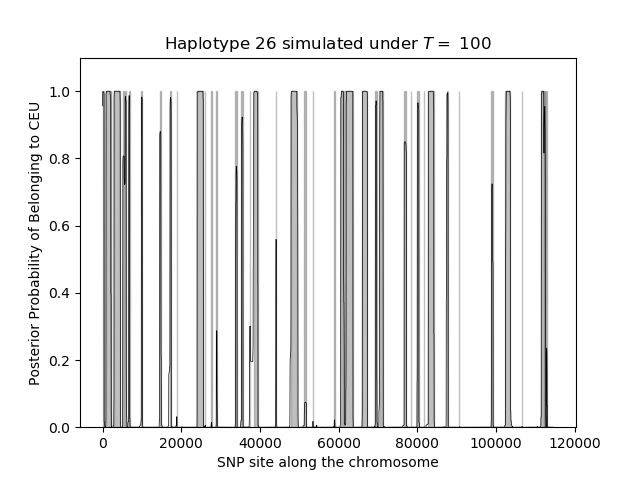 Haplotype 26 simulated under T = 100
Posterior Probability of Belonging to CEU
1.0
0.8
0.6
0.4
0.2
0.0
0 20000 40000 60000 80000 100000 120000
SNP site along the chromosome